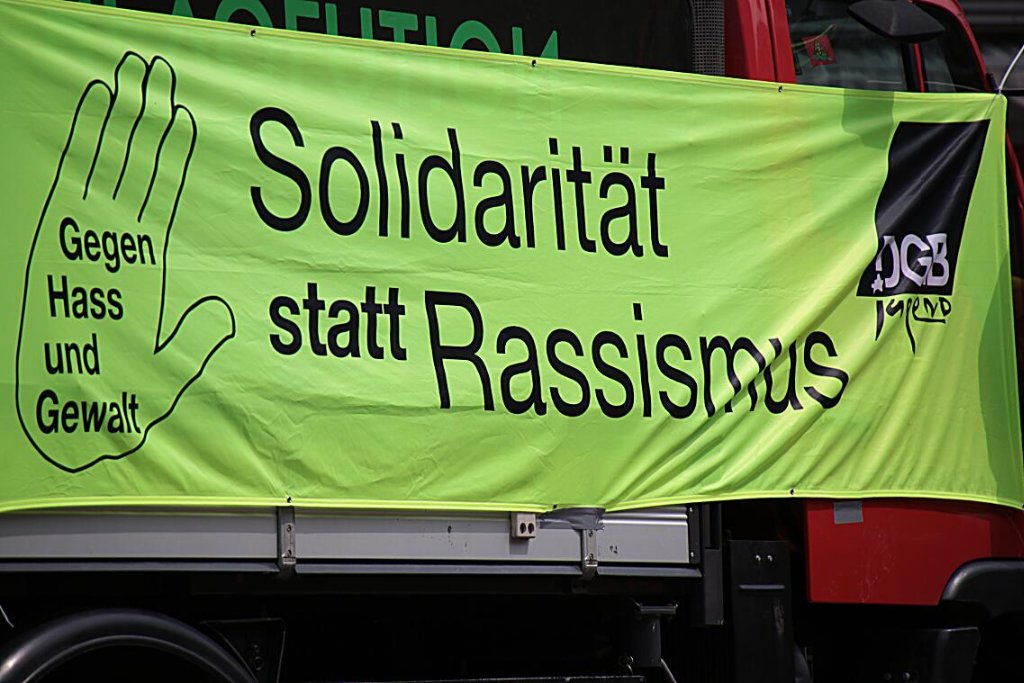 Solidarität
statt Rassismus
Gegen
Hass
und
Gewalt
DGB
Jugend